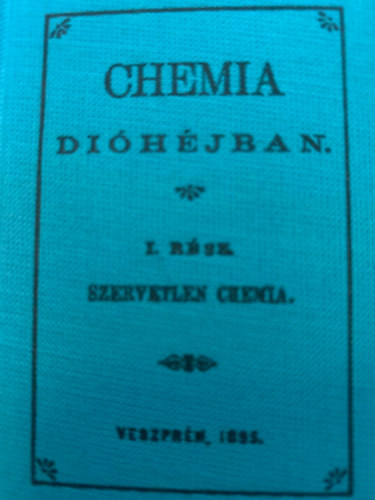 CHEMIA
DIÓHÉJBAN.
I. RÉSZ.
SZERVETLEN CHEMIA.
VESZPRÉM, 1895.